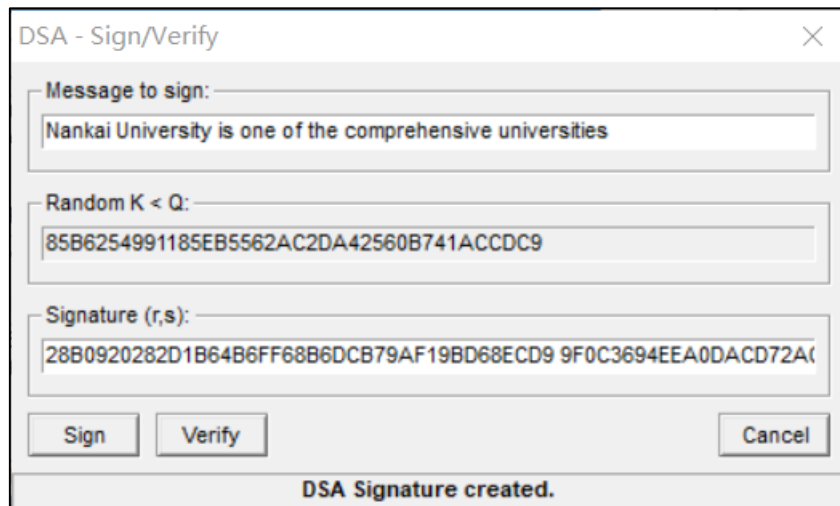 DSA - Sign/Verify
Message to sign:
Nankai University is one of the comprehensive universities
Random K < Q:
85B6254991185EB5562AC2DA42560B741ACCDC9
Signature (r,s):
28B0920282D1B64B6FF68B6DCB79AF19BD68ECD9 9F0C3694EEA0DACD72A
Sign Verify Cancel
DSA Signature created.